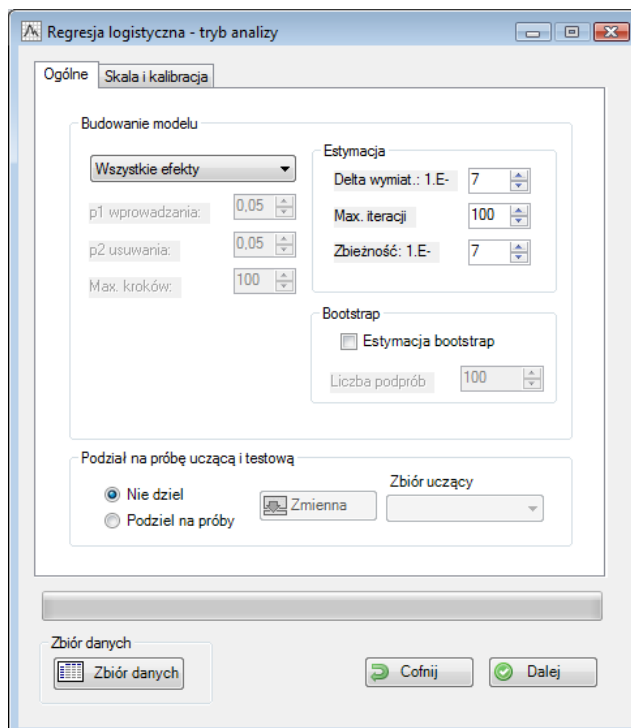 Regresja logistyczna - tryb analizy
Ogólne
Skala i kalibracja
Budowanie modelu
Wszystkie efekty
p1 wprowadzania: 0,05
p2 usuwania: 0,05
Max. kroków: 100
Estymacja
Delta wymiat.: 1.E- 7
Max. iteracji 100
Zbieżność: 1.E- 7
Bootstrap
Estymacja bootstrap
Liczba podprób 100
Podział na próbę uczącą i testową
Nie dziel
Podziel na próby
Zmienna
Zbiór uczący
Zbiór danych
Zbiór danych
Cofnij
Dalej